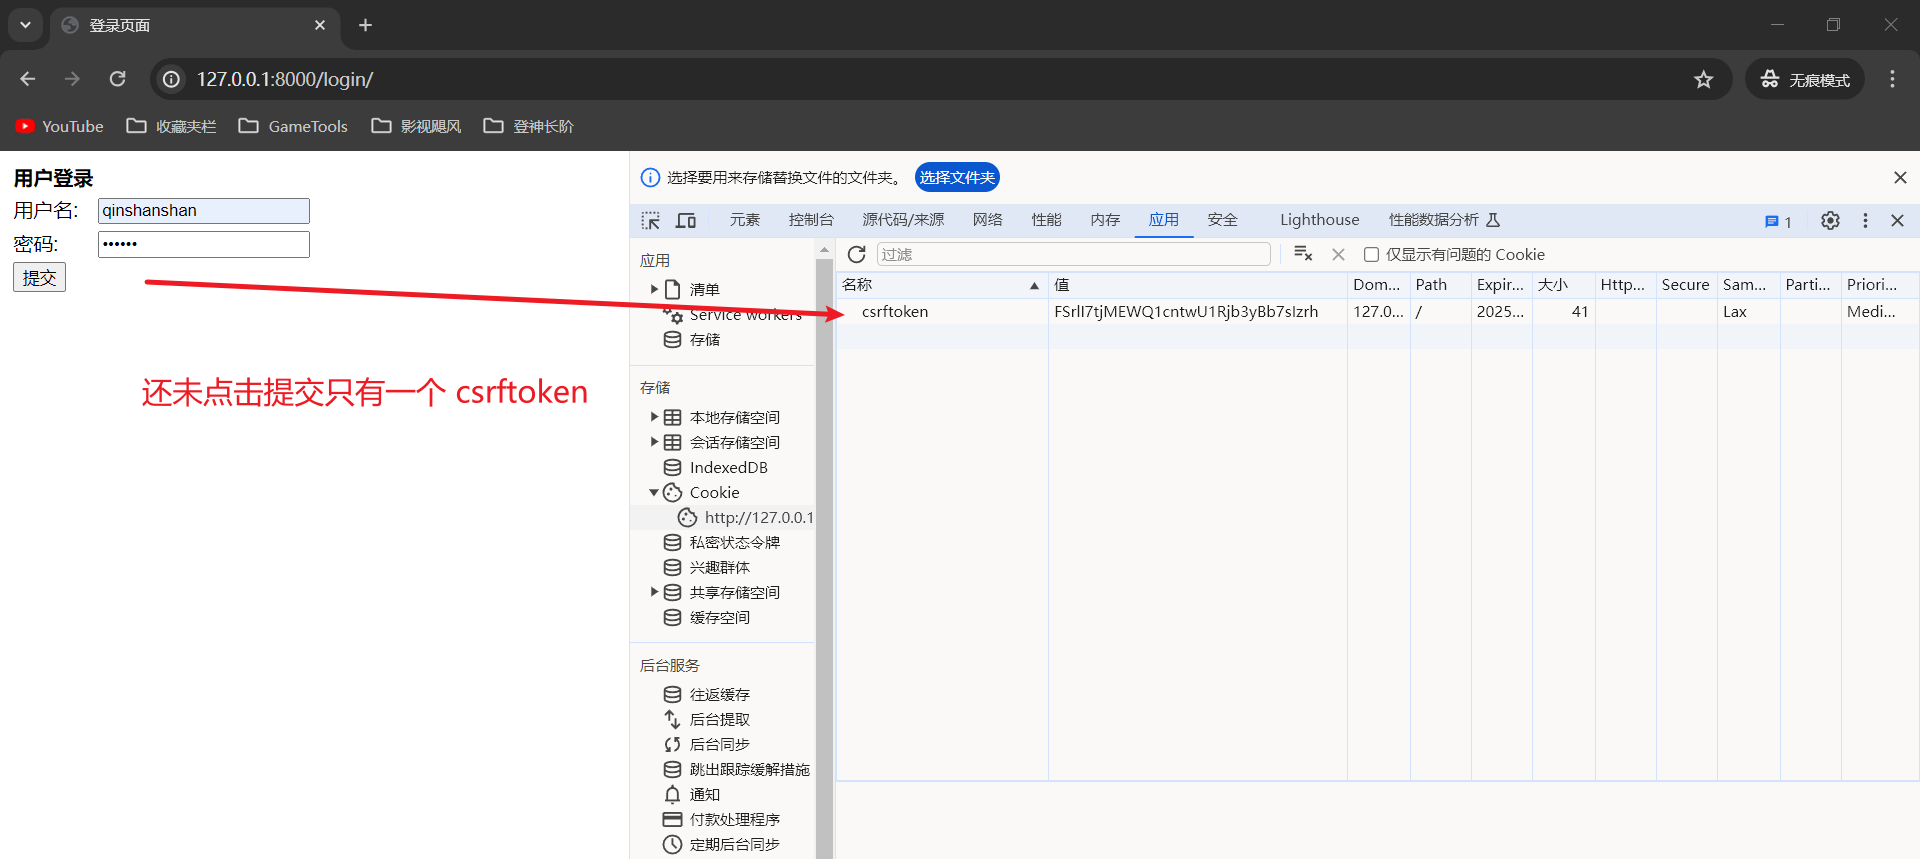 登录页面
127.0.0.1:8000/login/
无痕模式
YouTube 收藏夹栏 GameTools 影视飓风 登神长阶
用户登录
用户名: qinshanshan
密码: ••••••
提交
还未点击提交只有一个 csrftoken
选择要用来存储替换文件的文件夹。 选择文件夹
元素 控制台 源代码/来源 网络 性能 内存 应用 安全 Lighthouse 性能数据分析 1
应用
清单
Service workers
存储
存储
本地存储空间
会话存储空间
IndexedDB
Cookie
http://127.0.0.1
私密状态令牌
兴趣群体
共享存储空间
缓存空间
后台服务
往返缓存
后台提取
后台同步
跳出跟踪缓解措施
通知
付款处理程序
定期后台同步
过滤 仅显示有问题的 Cookie
名称 值 Dom... Path Expir... 大小 Http... Secure Sam... Parti... Priori...
csrftoken FSrlI7tjMEWQ1cntwU1Rjb3yBb7sIzrh 127.0... / 2025... 41 Lax Medi...